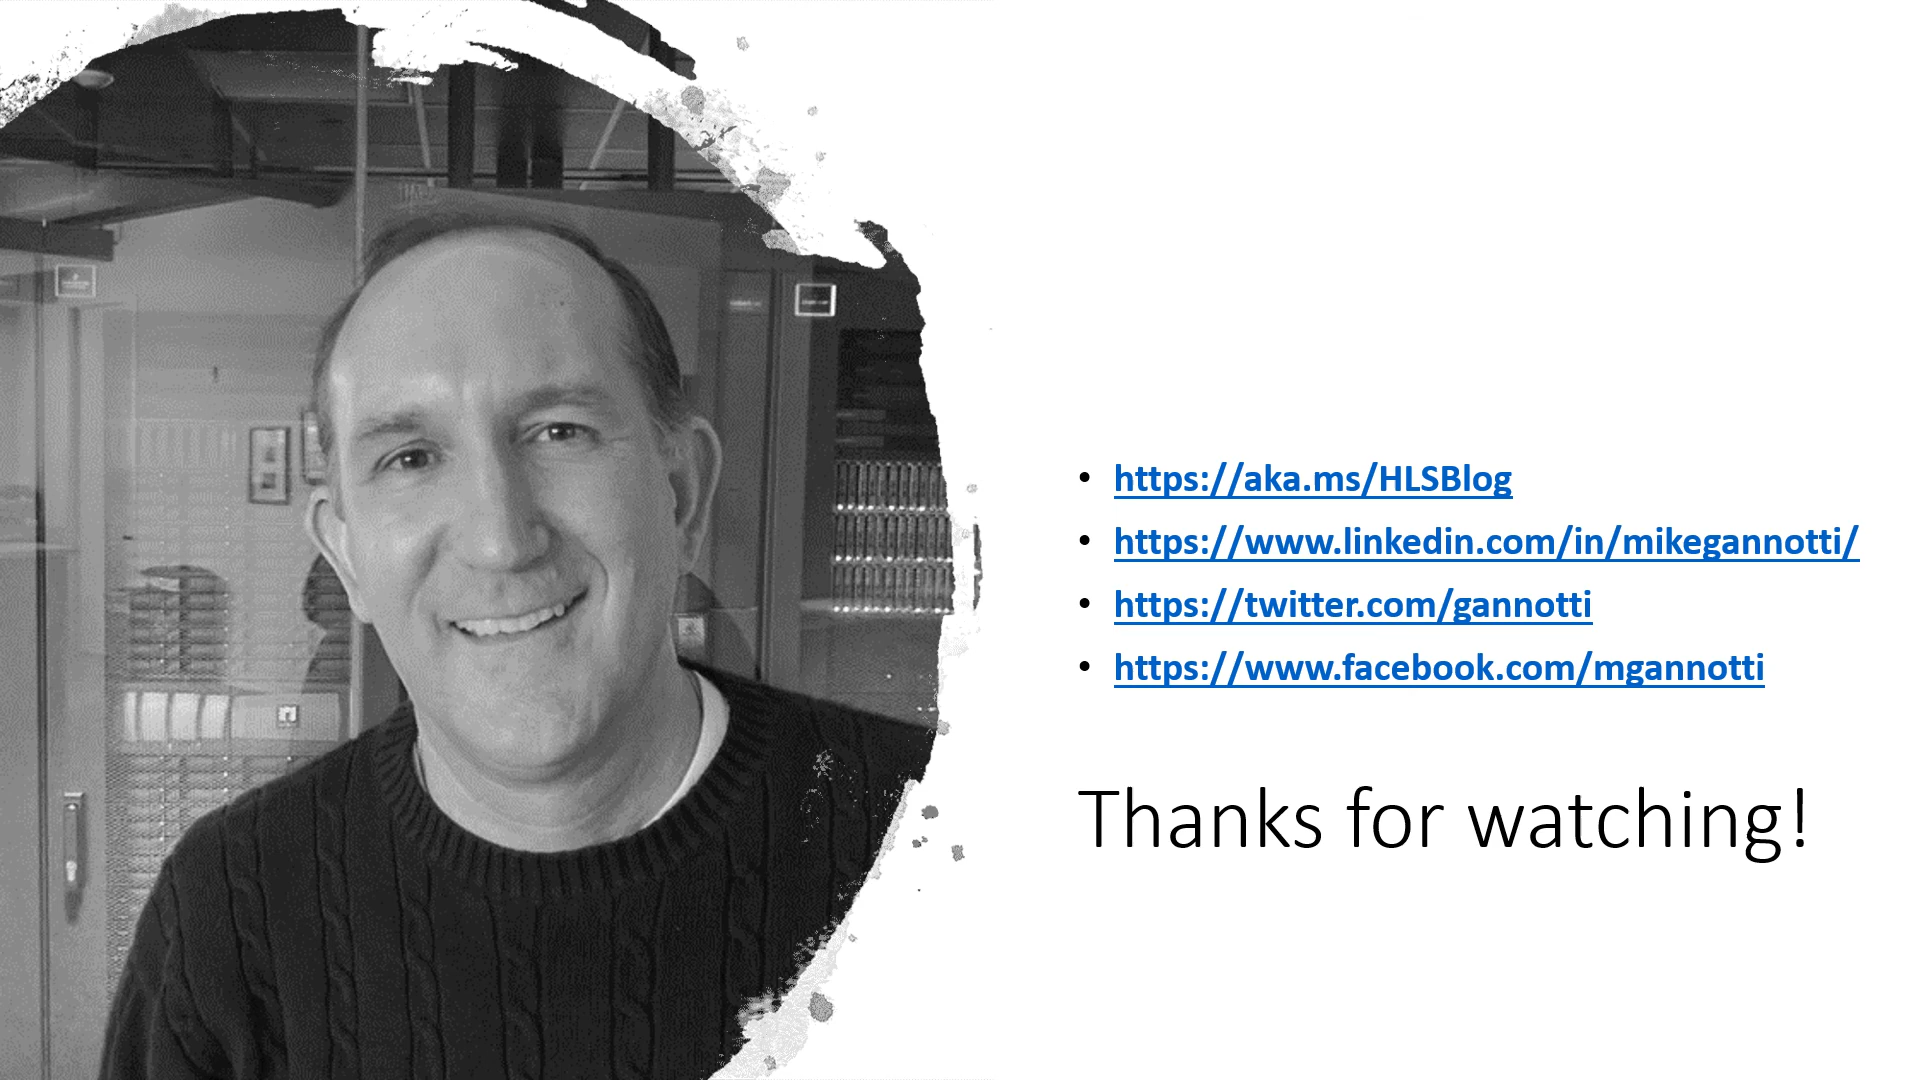 • https://aka.ms/HLSBlog
• https://www.linkedin.com/in/mikegannotti/
• https://twitter.com/gannotti
• https://www.facebook.com/mgannotti
Thanks for watching!